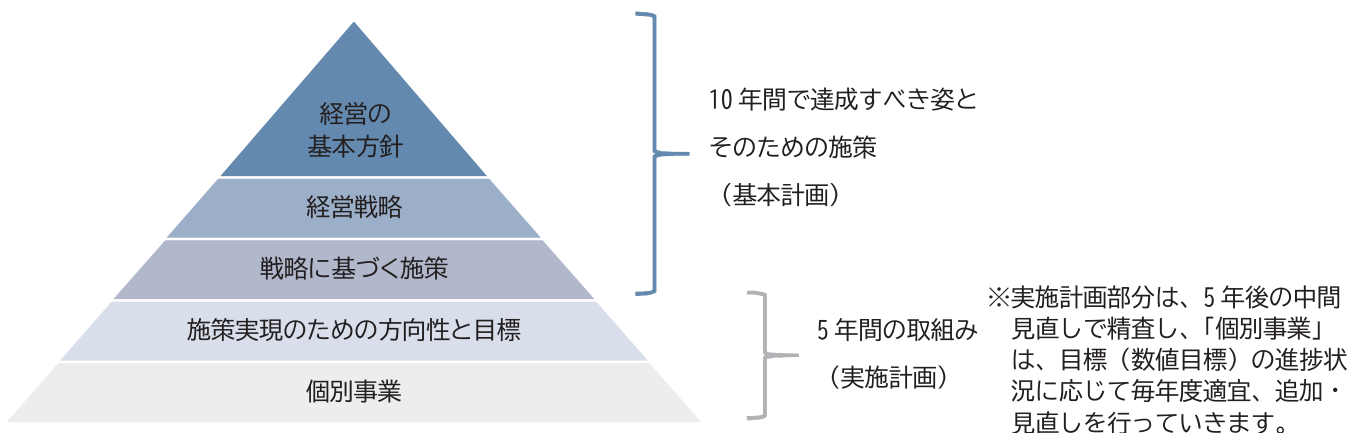 経営の
基本方針
経営戦略
戦略に基づく施策
施策実現のための方向性と目標
個別事業
10年間で達成すべき姿と
そのための施策
（基本計画）
5年間の取組み
（実施計画）
※実施計画部分は、5年後の中間
見直しで精査し、「個別事業」
は、目標（数値目標）の進捗状
況に応じて毎年度適宜、追加・
見直しを行っていきます。